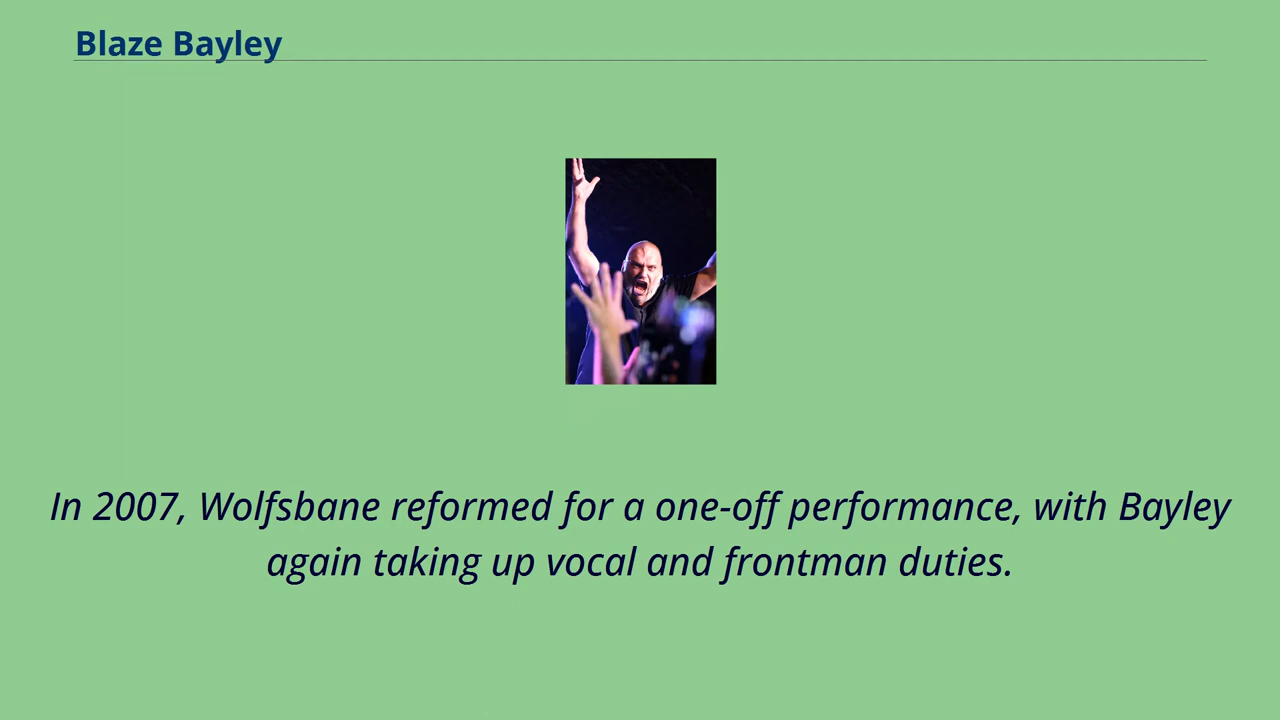 Blaze Bayley
In 2007, Wolfsbane reformed for a one-off performance, with Bayley
again taking up vocal and frontman duties.